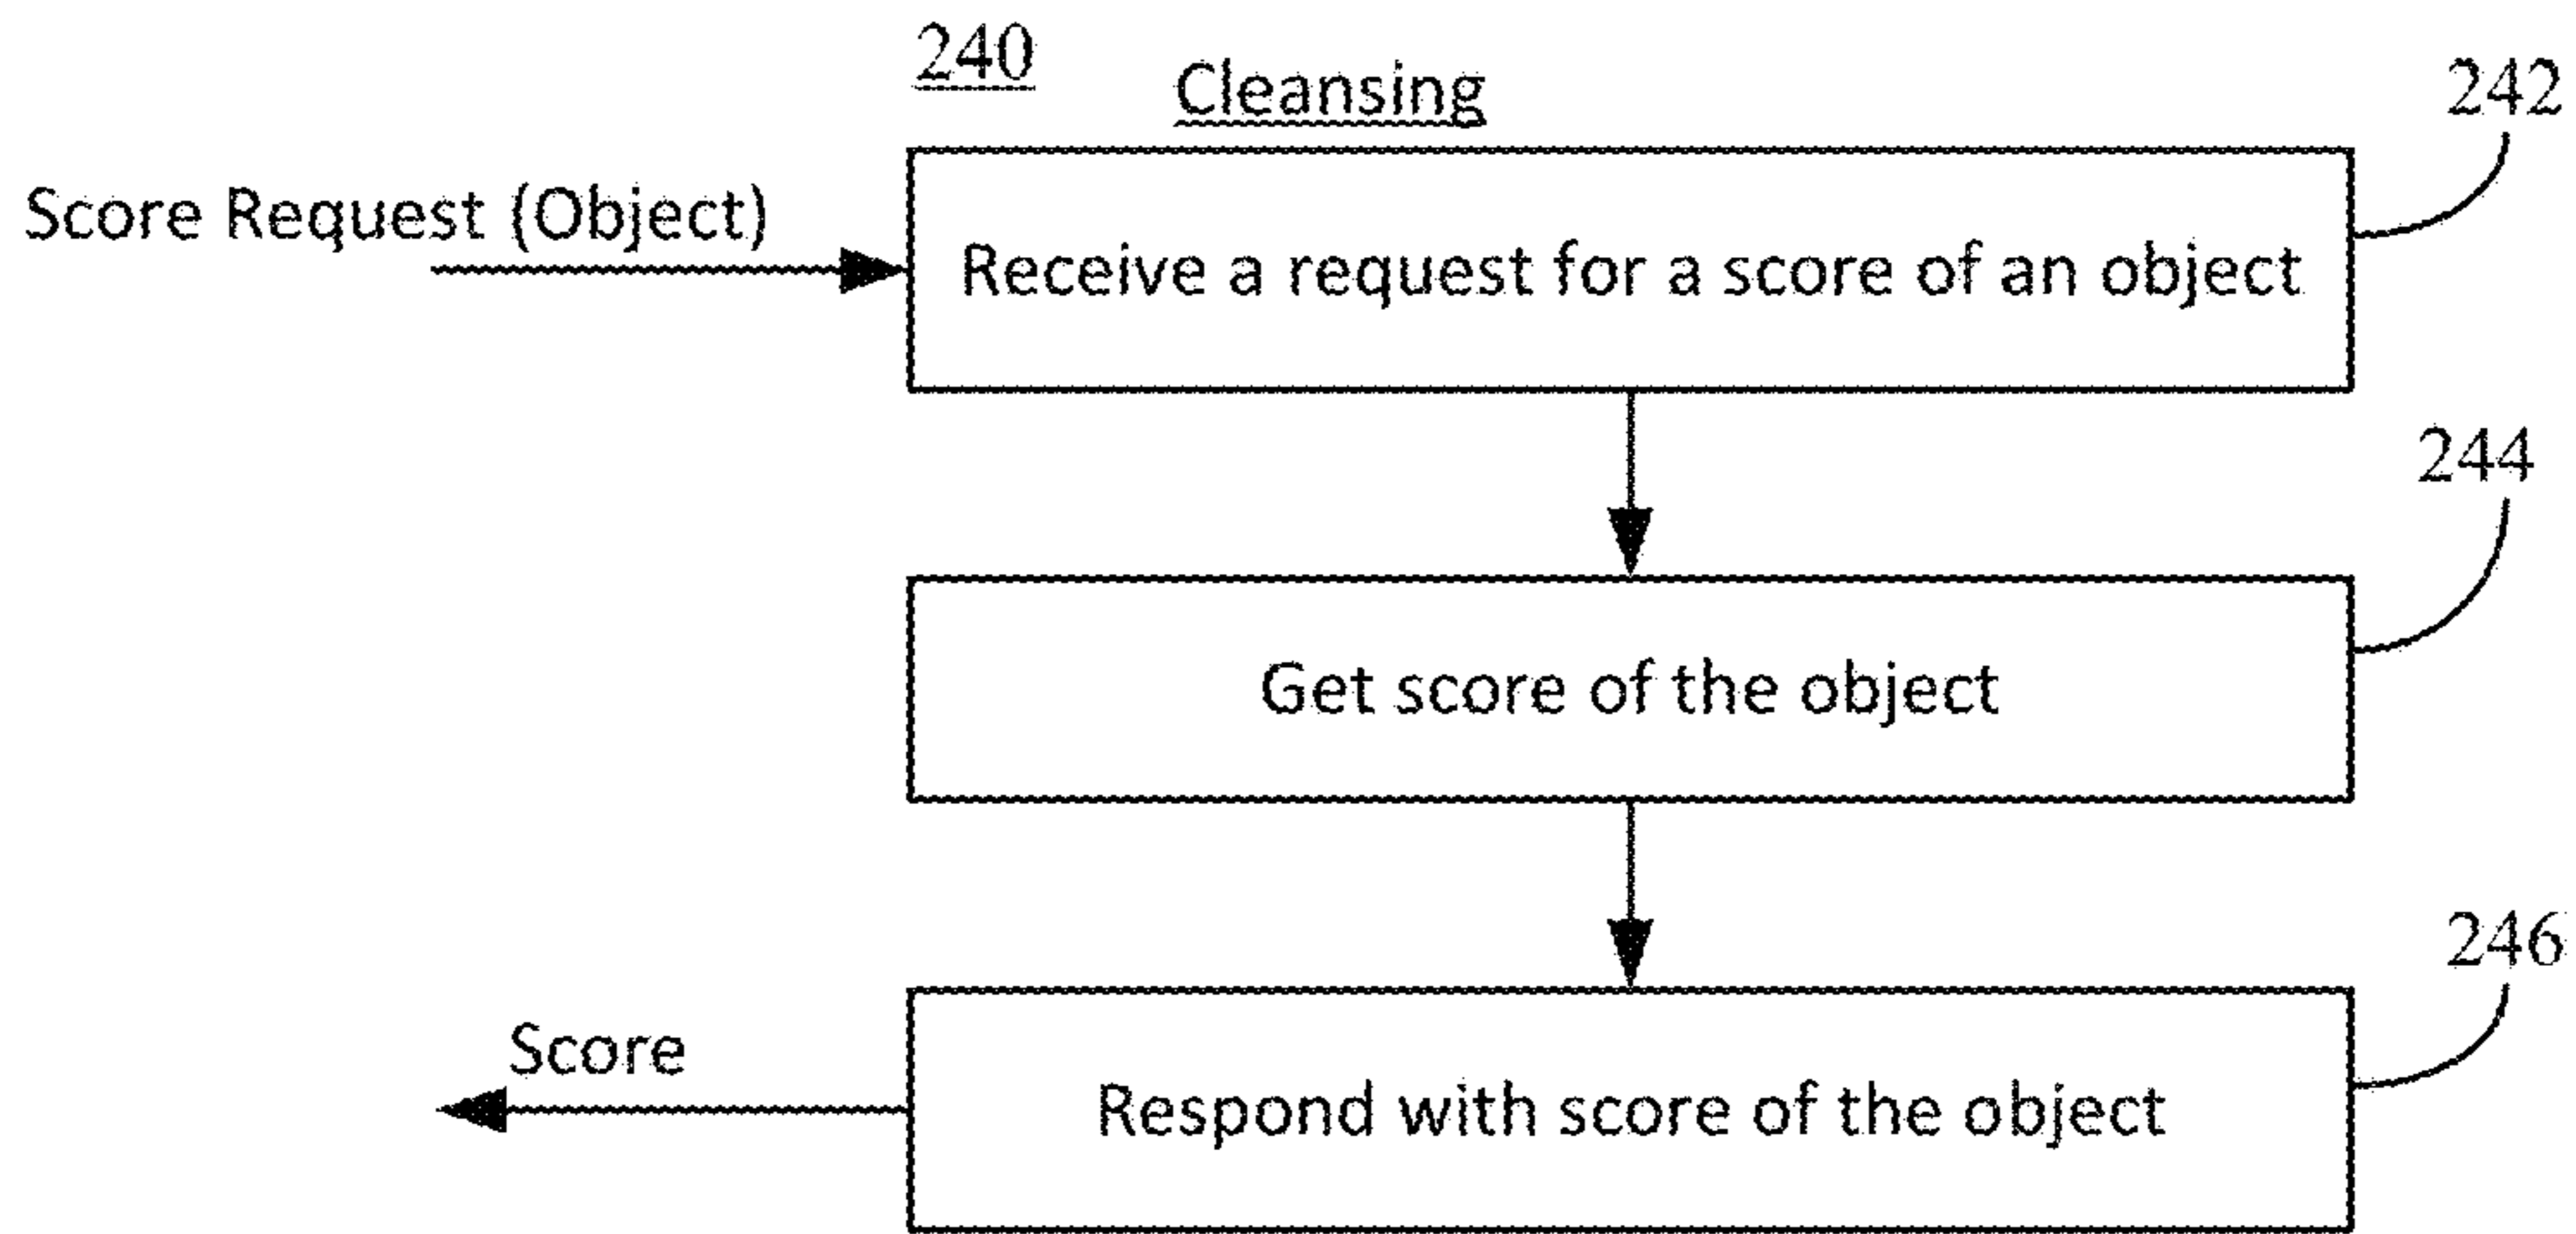 240
Cleansing
242
Score Request (Object)
Receive a request for a score of an object
244
Get score of the object
246
Score
Respond with score of the object